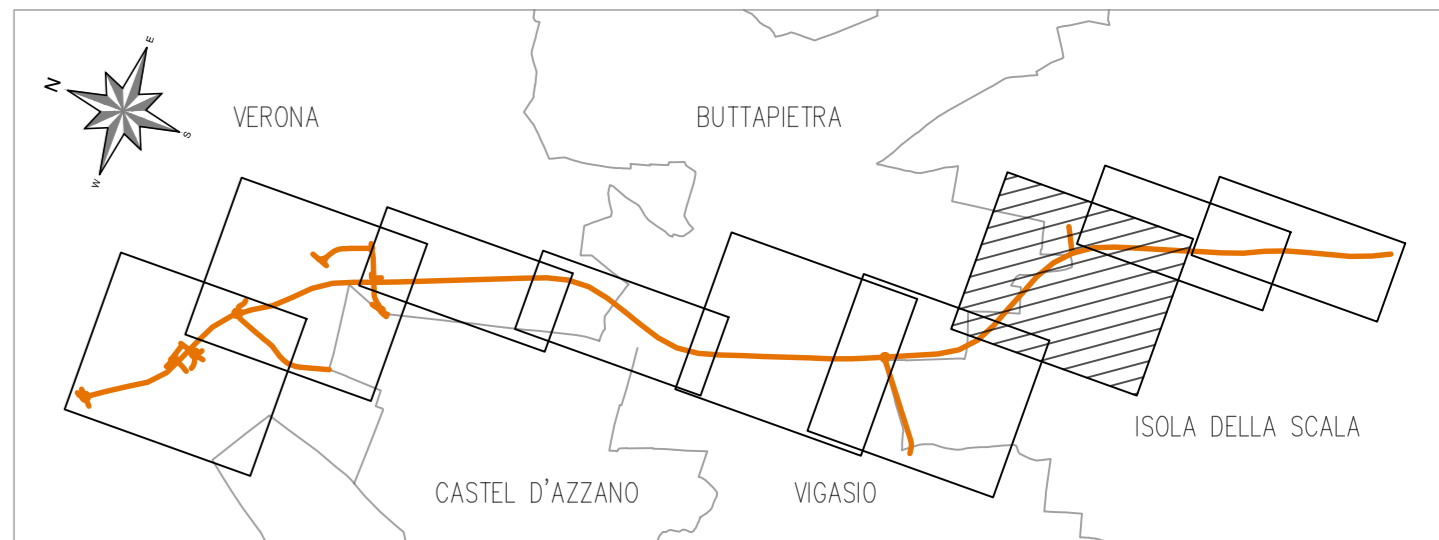 E
N
VERONA
BUTTAPIETRA
S
W
ISOLA DELLA SCALA
CASTEL D'AZZANO
VIGASIO